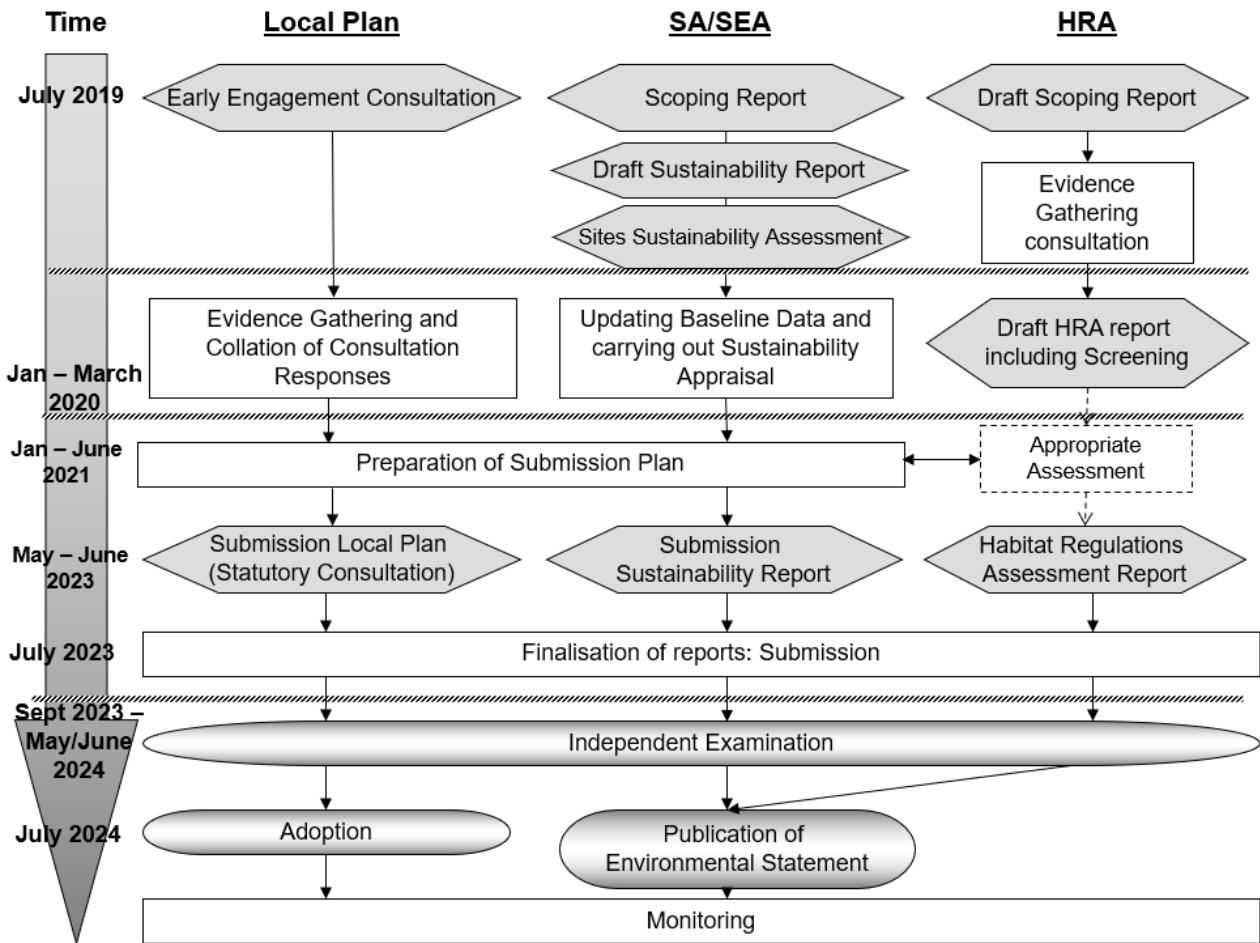 Time
Local Plan
SA/SEA
HRA
July 2019
Early Engagement Consultation
Scoping Report
Draft Scoping Report
Draft Sustainability Report
Evidence
Gathering
consultation
Sites Sustainability Assessment
Jan – March
2020
Evidence Gathering and
Collation of Consultation
Responses
Updating Baseline Data and
carrying out Sustainability
Appraisal
Draft HRA report
including Screening
Jan – June
2021
Preparation of Submission Plan
Appropriate
Assessment
May – June
2023
Submission Local Plan
(Statutory Consultation)
Submission
Sustainability Report
Habitat Regulations
Assessment Report
July 2023
Finalisation of reports: Submission
Sept 2023 –
May/June
2024
Independent Examination
July 2024
Adoption
Publication of
Environmental Statement
Monitoring